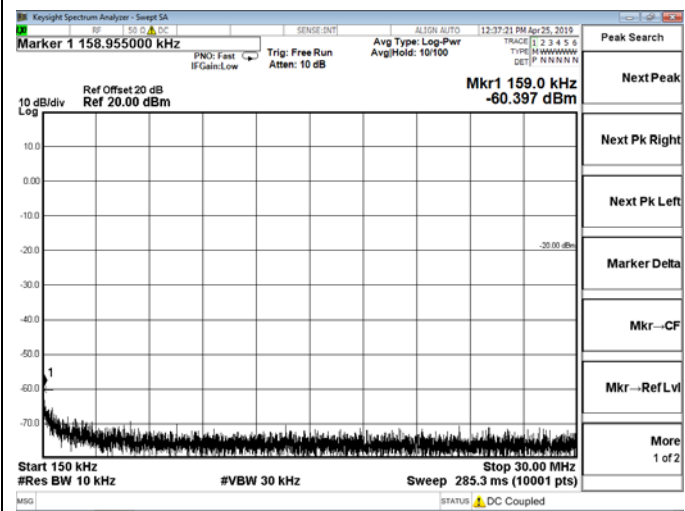 Keysight Spectrum Analyzer - Swept SA
RF 50 Ω DC SENSE:INT ALIGN AUTO 12:37:21 PM Apr 25, 2019
Marker 1 158.955000 kHz
PNO: Fast
IFGain:Low
Trig: Free Run
Atten: 10 dB
Avg Type: Log-Pwr
Avg|Hold: 10/100
TRACE 1 2 3 4 5 6
TYPE MWWWWW
DET P N N N N N
Peak Search
Ref Offset 20 dB
10 dB/div Ref 20.00 dBm
Log
Mkr1 159.0 kHz
-60.397 dBm
Next Peak
10.0
Next Pk Right
0.00
Next Pk Left
-10.0
-20.0
-20.00 dBm
Marker Delta
-30.0
-40.0
Mkr→CF
-50.0
1
-60.0
Mkr→Ref Lvl
-70.0
More
1 of 2
Start 150 kHz Stop 30.00 MHz
#Res BW 10 kHz #VBW 30 kHz Sweep 285.3 ms (10001 pts)
MSG STATUS DC Coupled